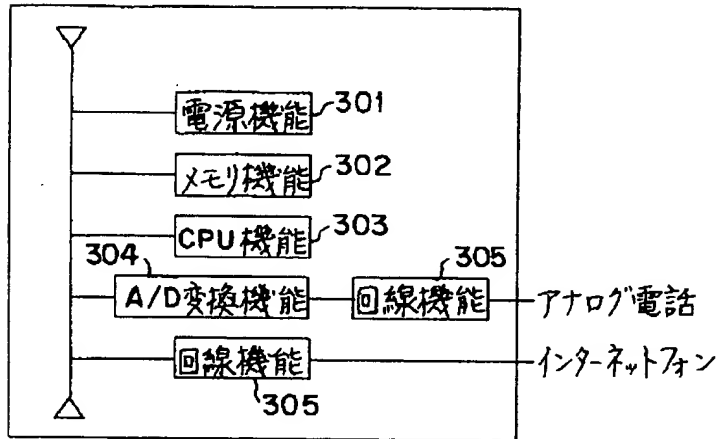 電源機能 301
メモリ機能 302
CPU機能 303
304 305
A/D変換機能 回線機能 アナログ電話
回線機能 インターネットフォン
305